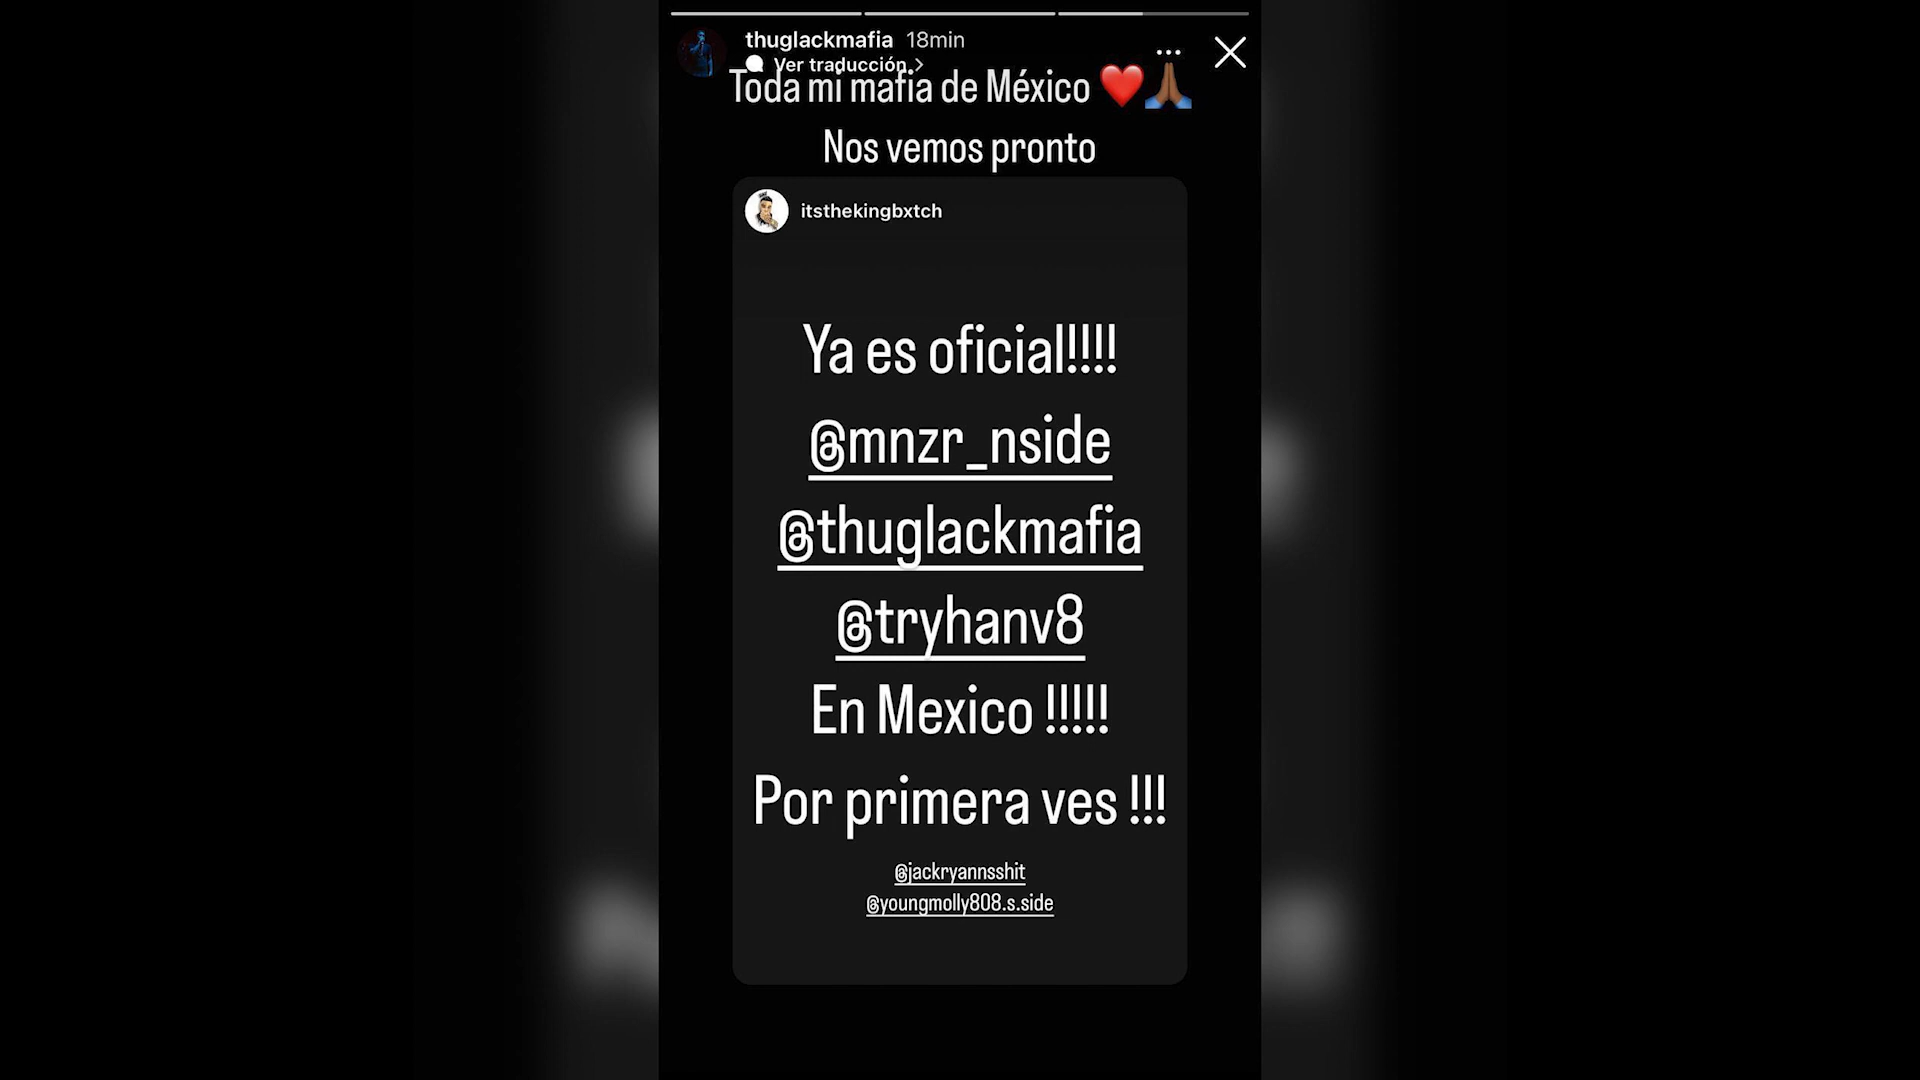 thuglackmafia 18min
Ver traducción >
Toda mi mafia de México ❤️🙏🏾
Nos vemos pronto
itsthekingbxtch
Ya es oficial!!!!
@mnzr_nside
@thuglackmafia
@tryhanv8
En Mexico !!!!!
Por primera ves !!!
@jackryannsshit
@youngmolly808.s.side